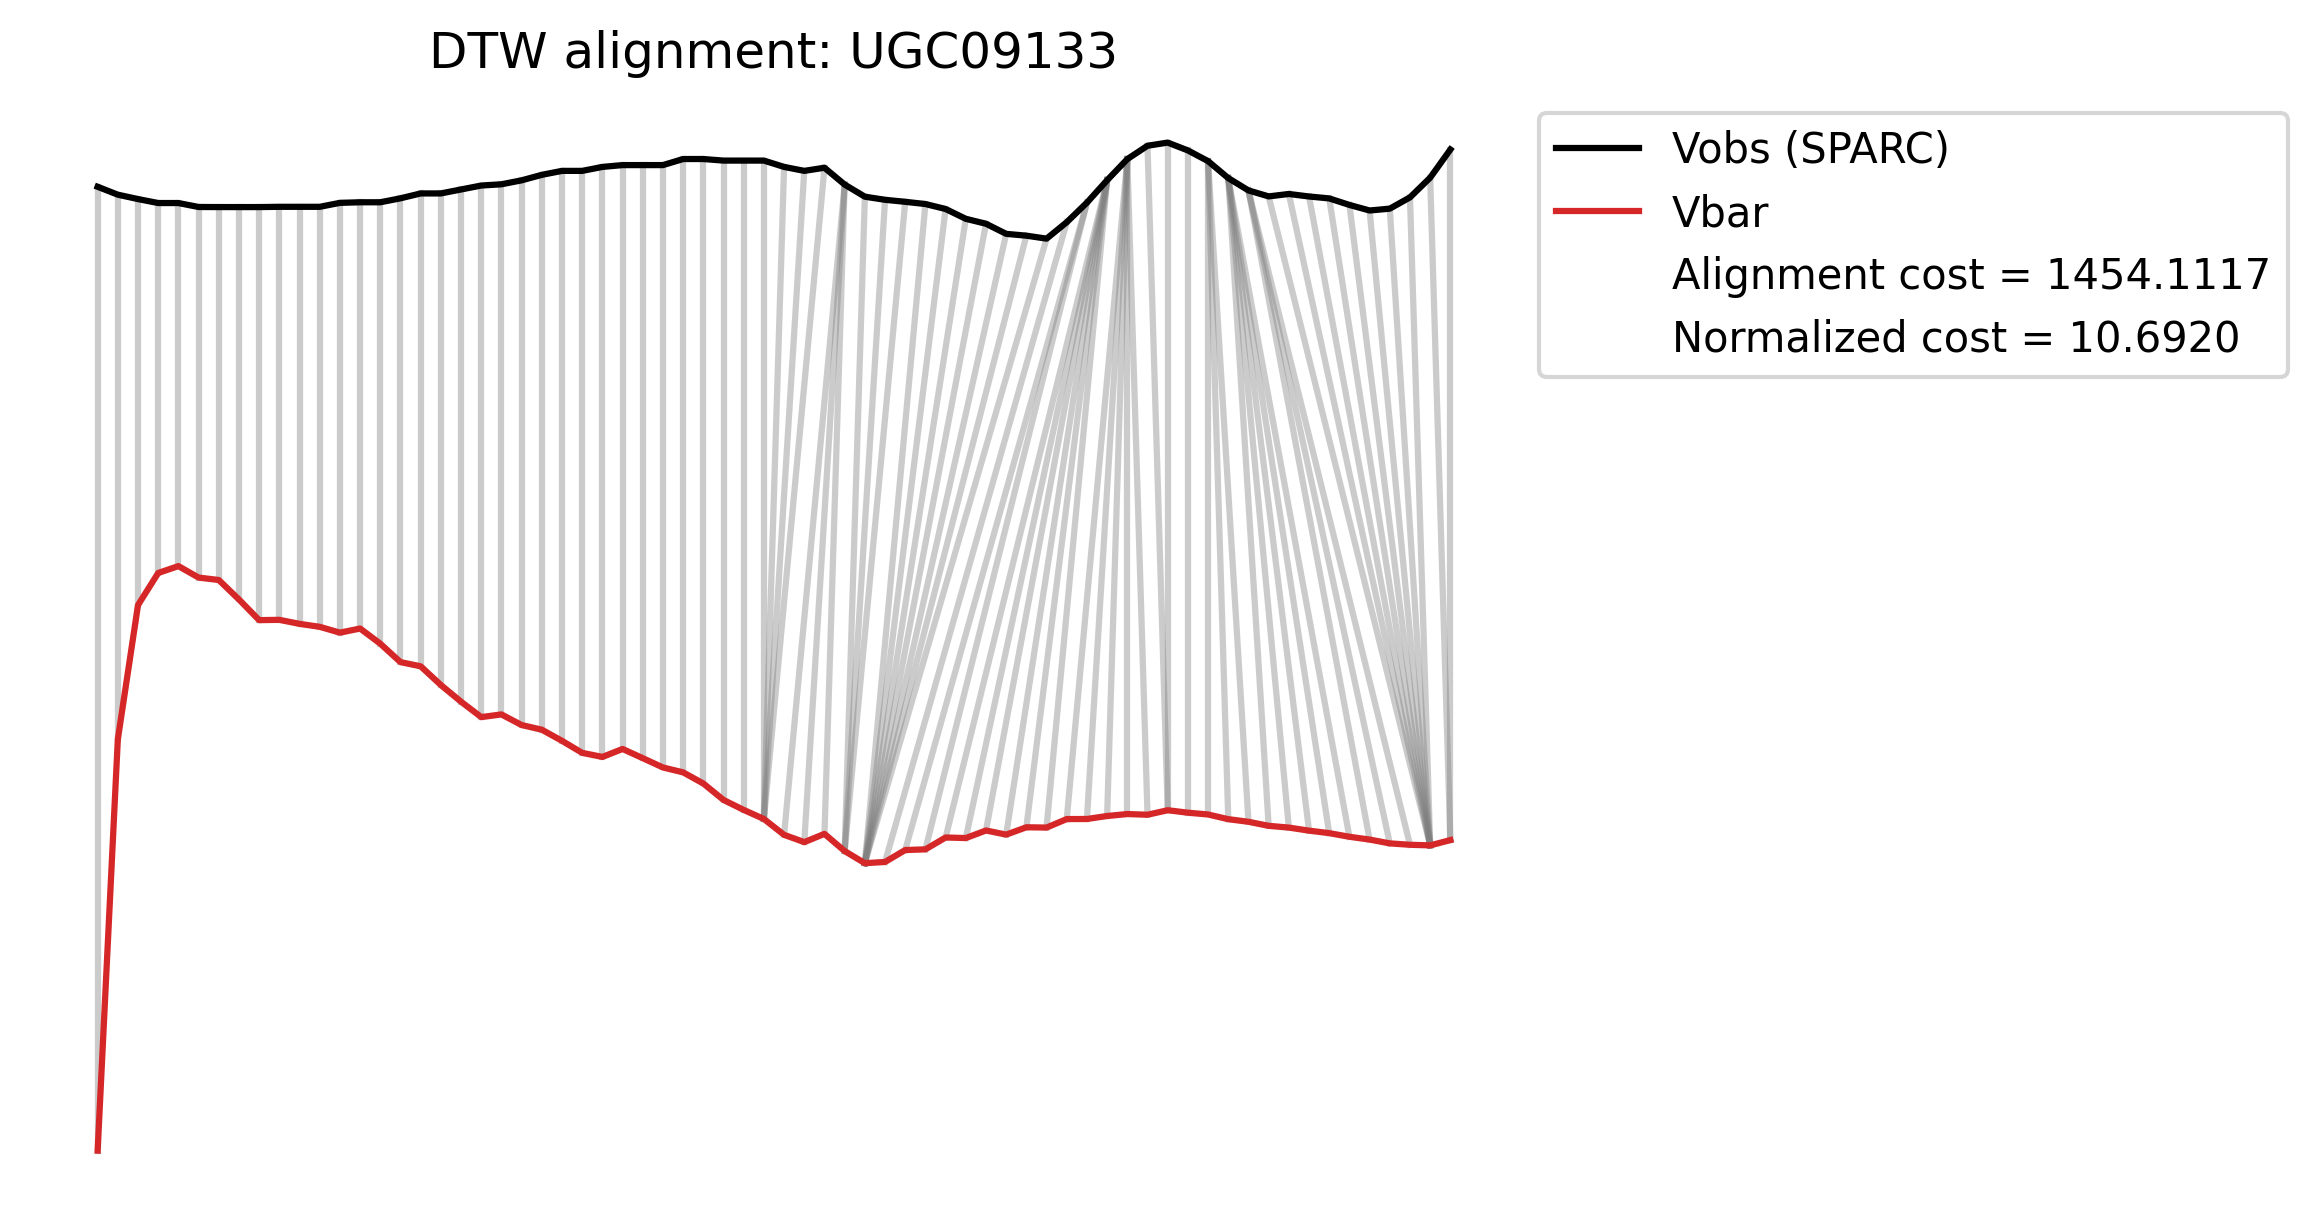 DTW alignment: UGC09133
Vobs (SPARC)
Vbar
Alignment cost = 1454.1117
Normalized cost = 10.6920